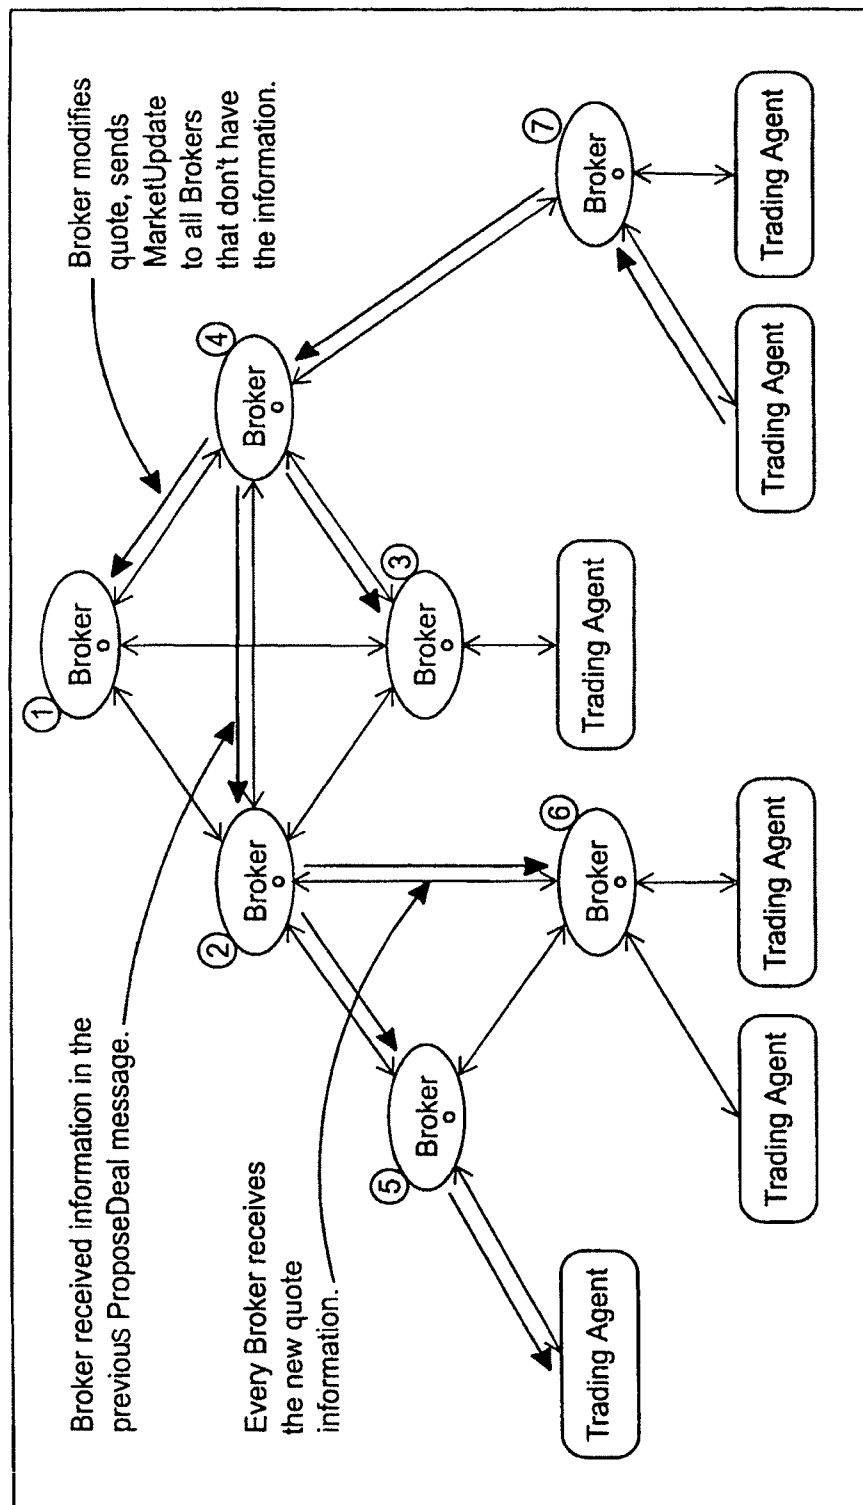 Broker modifies
quote, sends
MarketUpdate
to all Brokers
that don't have
the information.
Broker received information in the
previous ProposeDeal message.
Every Broker receives
the new quote
information.
1
Broker
2
Broker
4
Broker
5
Broker
3
Broker
6
Broker
7
Broker
Trading Agent
Trading Agent
Trading Agent
Trading Agent
Trading Agent
Trading Agent